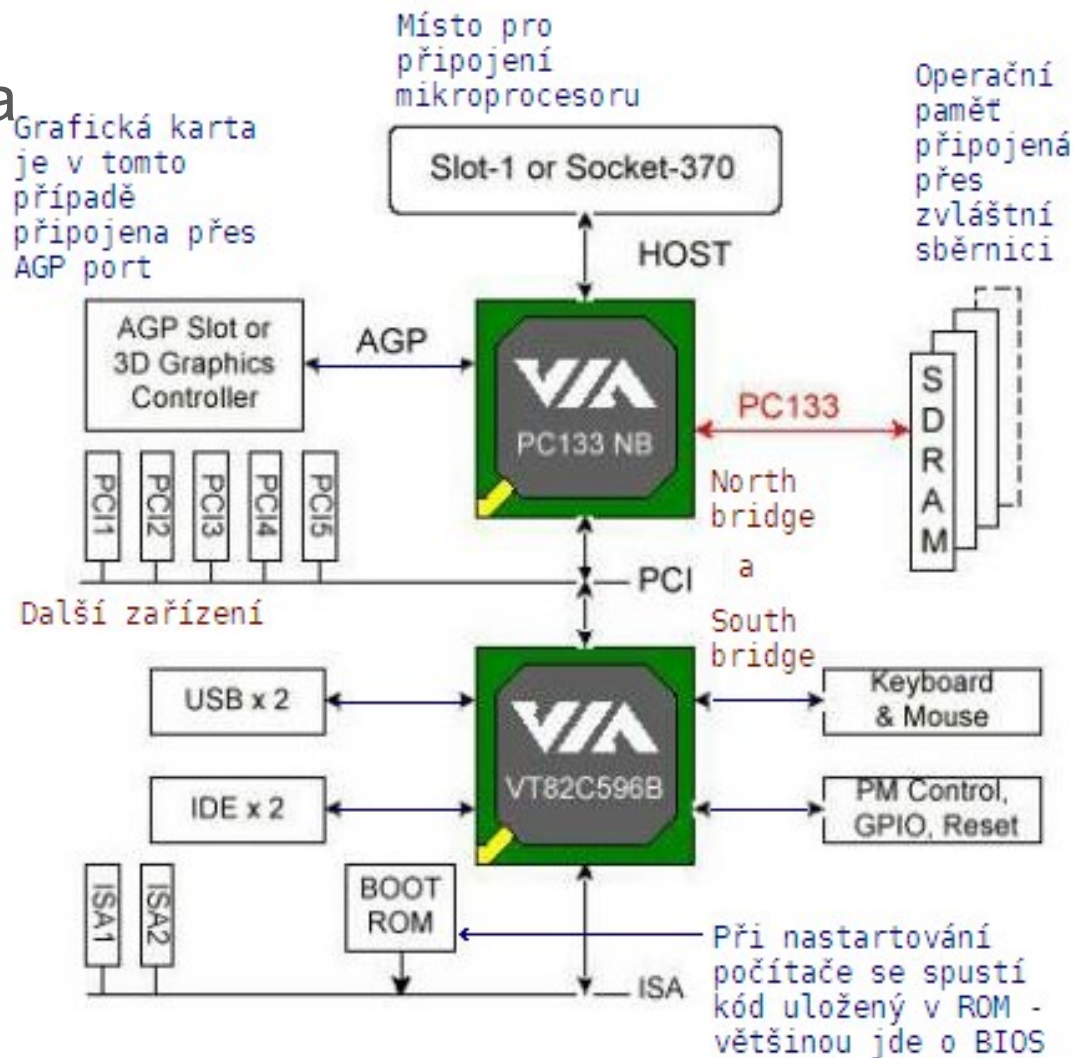 Místo pro
připojení
mikroprocesoru
a
Grafická karta
je v tomto
případě
připojena přes
AGP port
Operační
paměť
připojená
přes
zvláštní
sběrnici
Slot-1 or Socket-370
HOST
AGP Slot or
3D Graphics
Controller
AGP
VIA
PC133 NB
PC133
SDRAM
PCI1
PCI2
PCI3
PCI4
PCI5
North
bridge
a
South
bridge
PCI
Další zařízení
USB x 2
IDE x 2
VIA
VT82C596B
Keyboard
& Mouse
PM Control,
GPIO, Reset
ISA1
ISA2
BOOT
ROM
ISA
Při nastartování
počítače se spustí
kód uložený v ROM -
většinou jde o BIOS